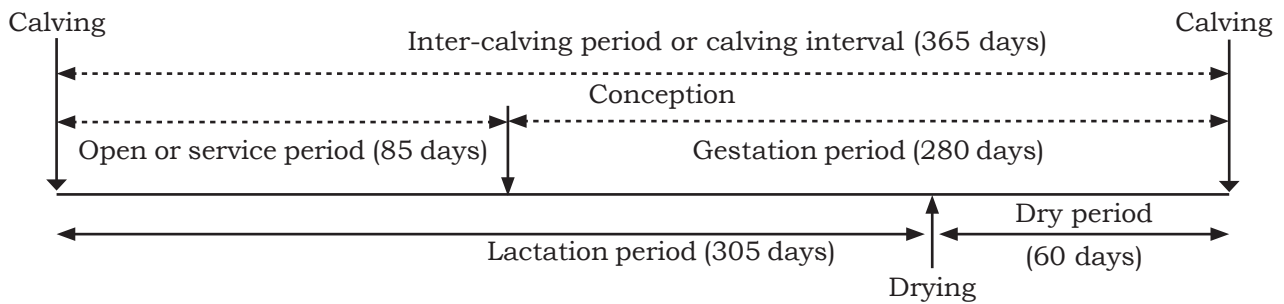 Calving
Calving
Inter-calving period or calving interval (365 days)
Conception
Open or service period (85 days)
Gestation period (280 days)
Dry period
Lactation period (305 days)
(60 days)
Drying